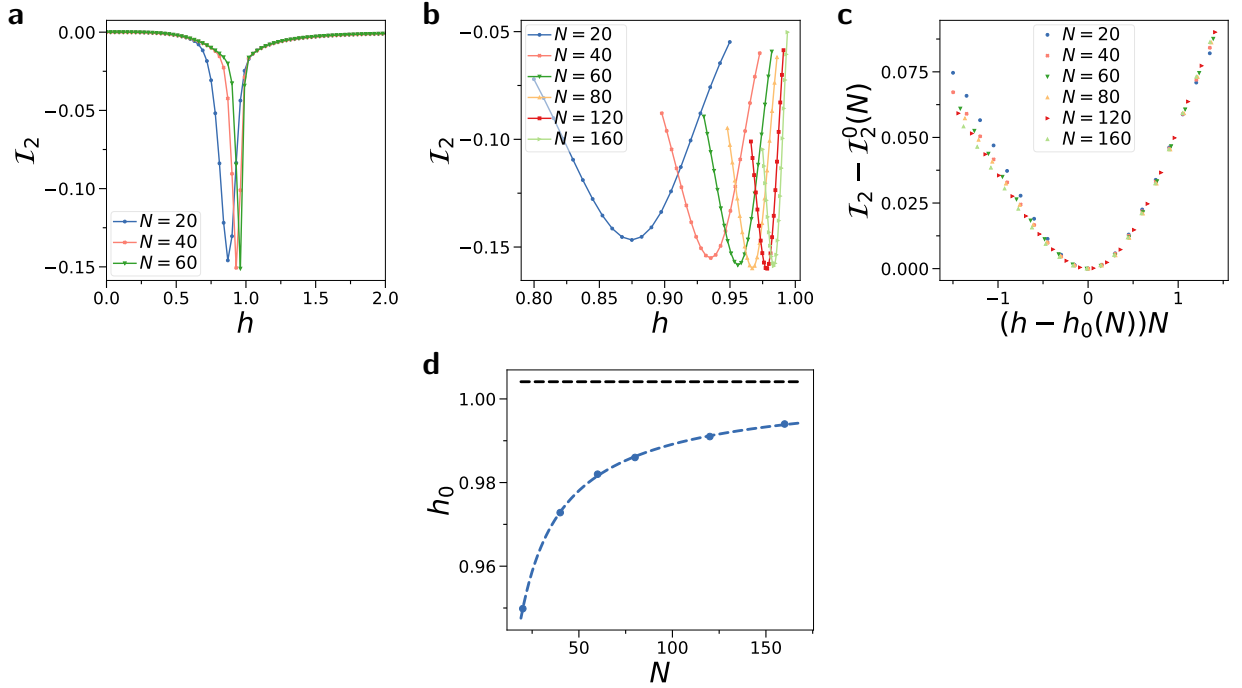 a
0.00
−0.05
−0.10
−0.15
I₂
N = 20
N = 40
N = 60
0.0 0.5 1.0 1.5 2.0
h
b
−0.05
−0.10
−0.15
I₂
N = 20
N = 40
N = 60
N = 80
N = 120
N = 160
0.80 0.85 0.90 0.95 1.00
h
c
0.075
0.050
0.025
0.000
I₂ − I₂⁰(N)
N = 20
N = 40
N = 60
N = 80
N = 120
N = 160
−1 0 1
(h − h₀(N))N
d
1.00
0.98
0.96
h₀
50 100 150
N